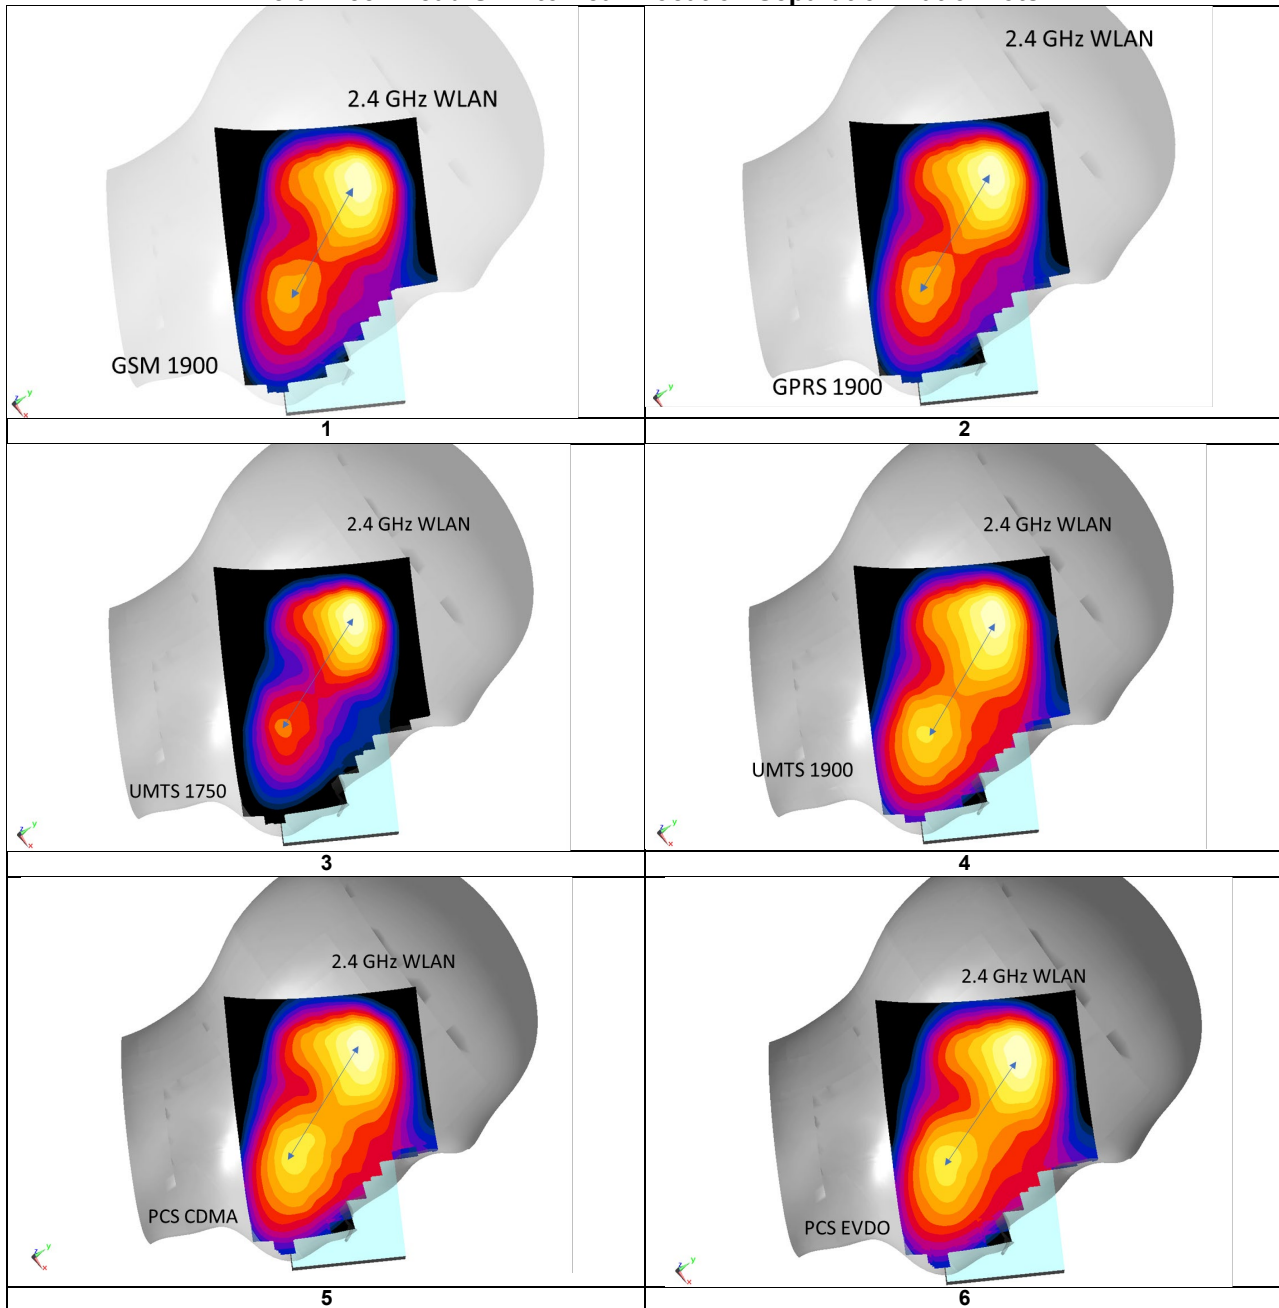 2.4 GHz WLAN
GSM 1900
2.4 GHz WLAN
GPRS 1900
1
2
2.4 GHz WLAN
UMTS 1750
2.4 GHz WLAN
UMTS 1900
3
4
2.4 GHz WLAN
PCS CDMA
2.4 GHz WLAN
PCS EVDO
5
6